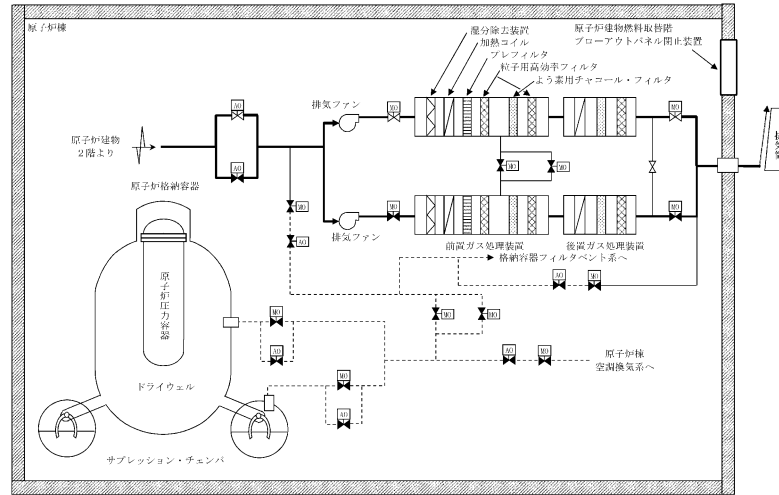 原子炉棟
湿分除去装置
加熱コイル
プレフィルタ
粒子用高効率フィルタ
よう素用チャコール・フィルタ
原子炉建物燃料取替階
ブローアウトパネル閉止装置
排気ファン
MO
MO
AO
原子炉建物
2階より
MO
MO
AO
原子炉格納容器
MO
排気ファン
MO
MO
前置ガス処理装置
後置ガス処理装置
AO
格納容器フィルタベント系へ
AO
MO
原子炉圧力容器
MO
MO
MO
AO
AO
MO
原子炉棟
空調換気系へ
ドライウェル
MO
AO
サプレッション・チェンバ